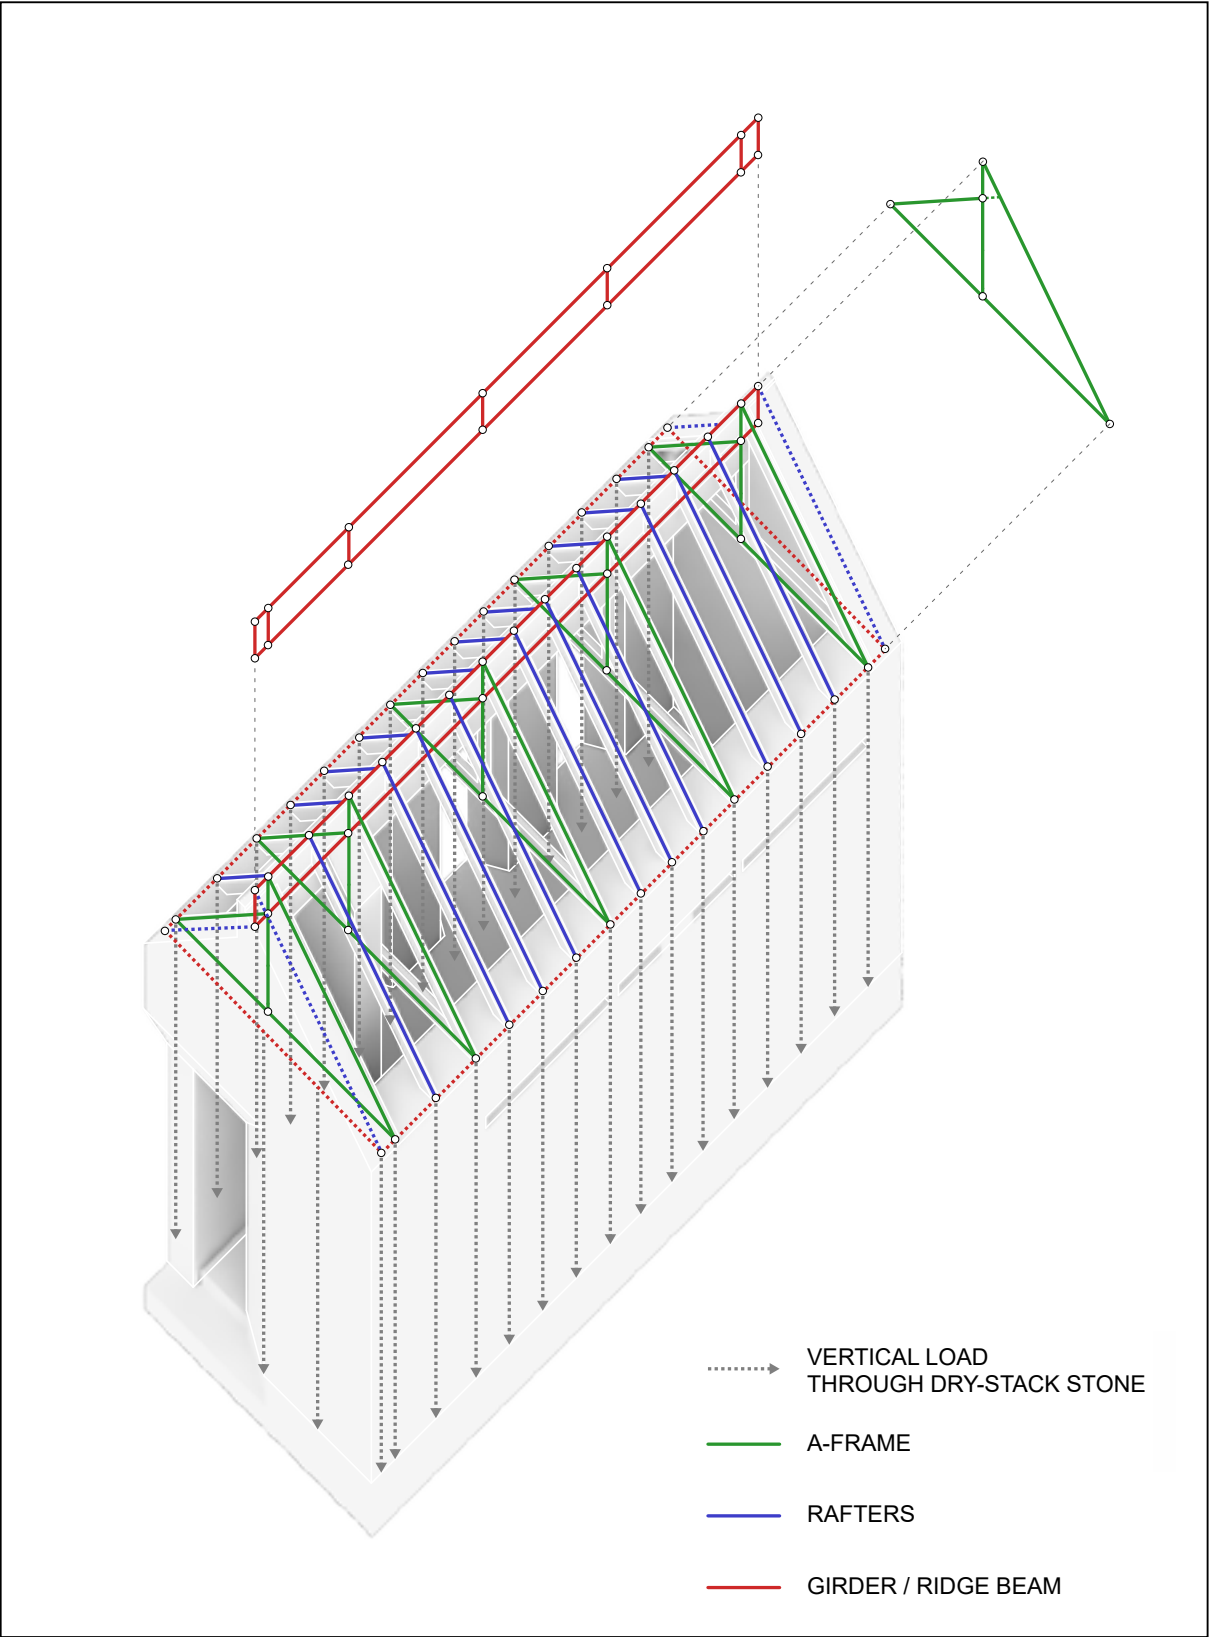 VERTICAL LOAD
THROUGH DRY-STACK STONE
A-FRAME
RAFTERS
GIRDER / RIDGE BEAM